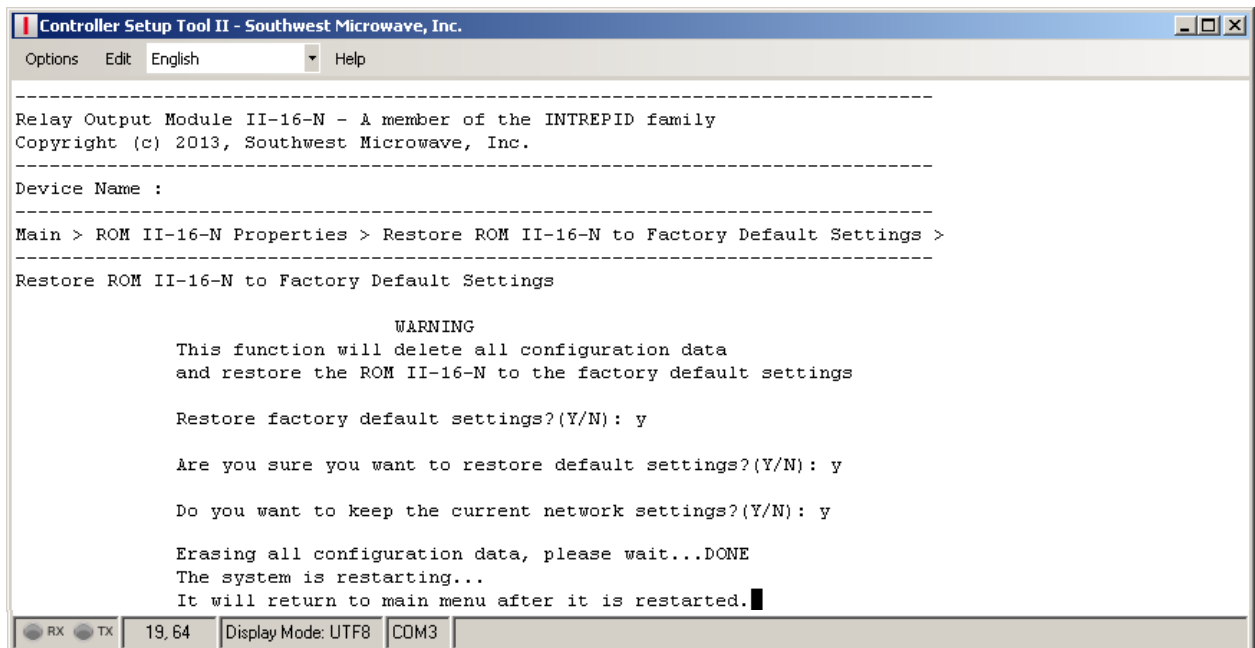 Controller Setup Tool II - Southwest Microwave, Inc.
Options Edit English Help
--------------------------------------------------------------------------------
Relay Output Module II-16-N - A member of the INTREPID family
Copyright (c) 2013, Southwest Microwave, Inc.
--------------------------------------------------------------------------------
Device Name :
--------------------------------------------------------------------------------
Main > ROM II-16-N Properties > Restore ROM II-16-N to Factory Default Settings >
--------------------------------------------------------------------------------
Restore ROM II-16-N to Factory Default Settings
WARNING
This function will delete all configuration data
and restore the ROM II-16-N to the factory default settings
Restore factory default settings?(Y/N): y
Are you sure you want to restore default settings?(Y/N): y
Do you want to keep the current network settings?(Y/N): y
Erasing all configuration data, please wait...DONE
The system is restarting...
It will return to main menu after it is restarted.
RX TX 19, 64 Display Mode: UTF8 COM3